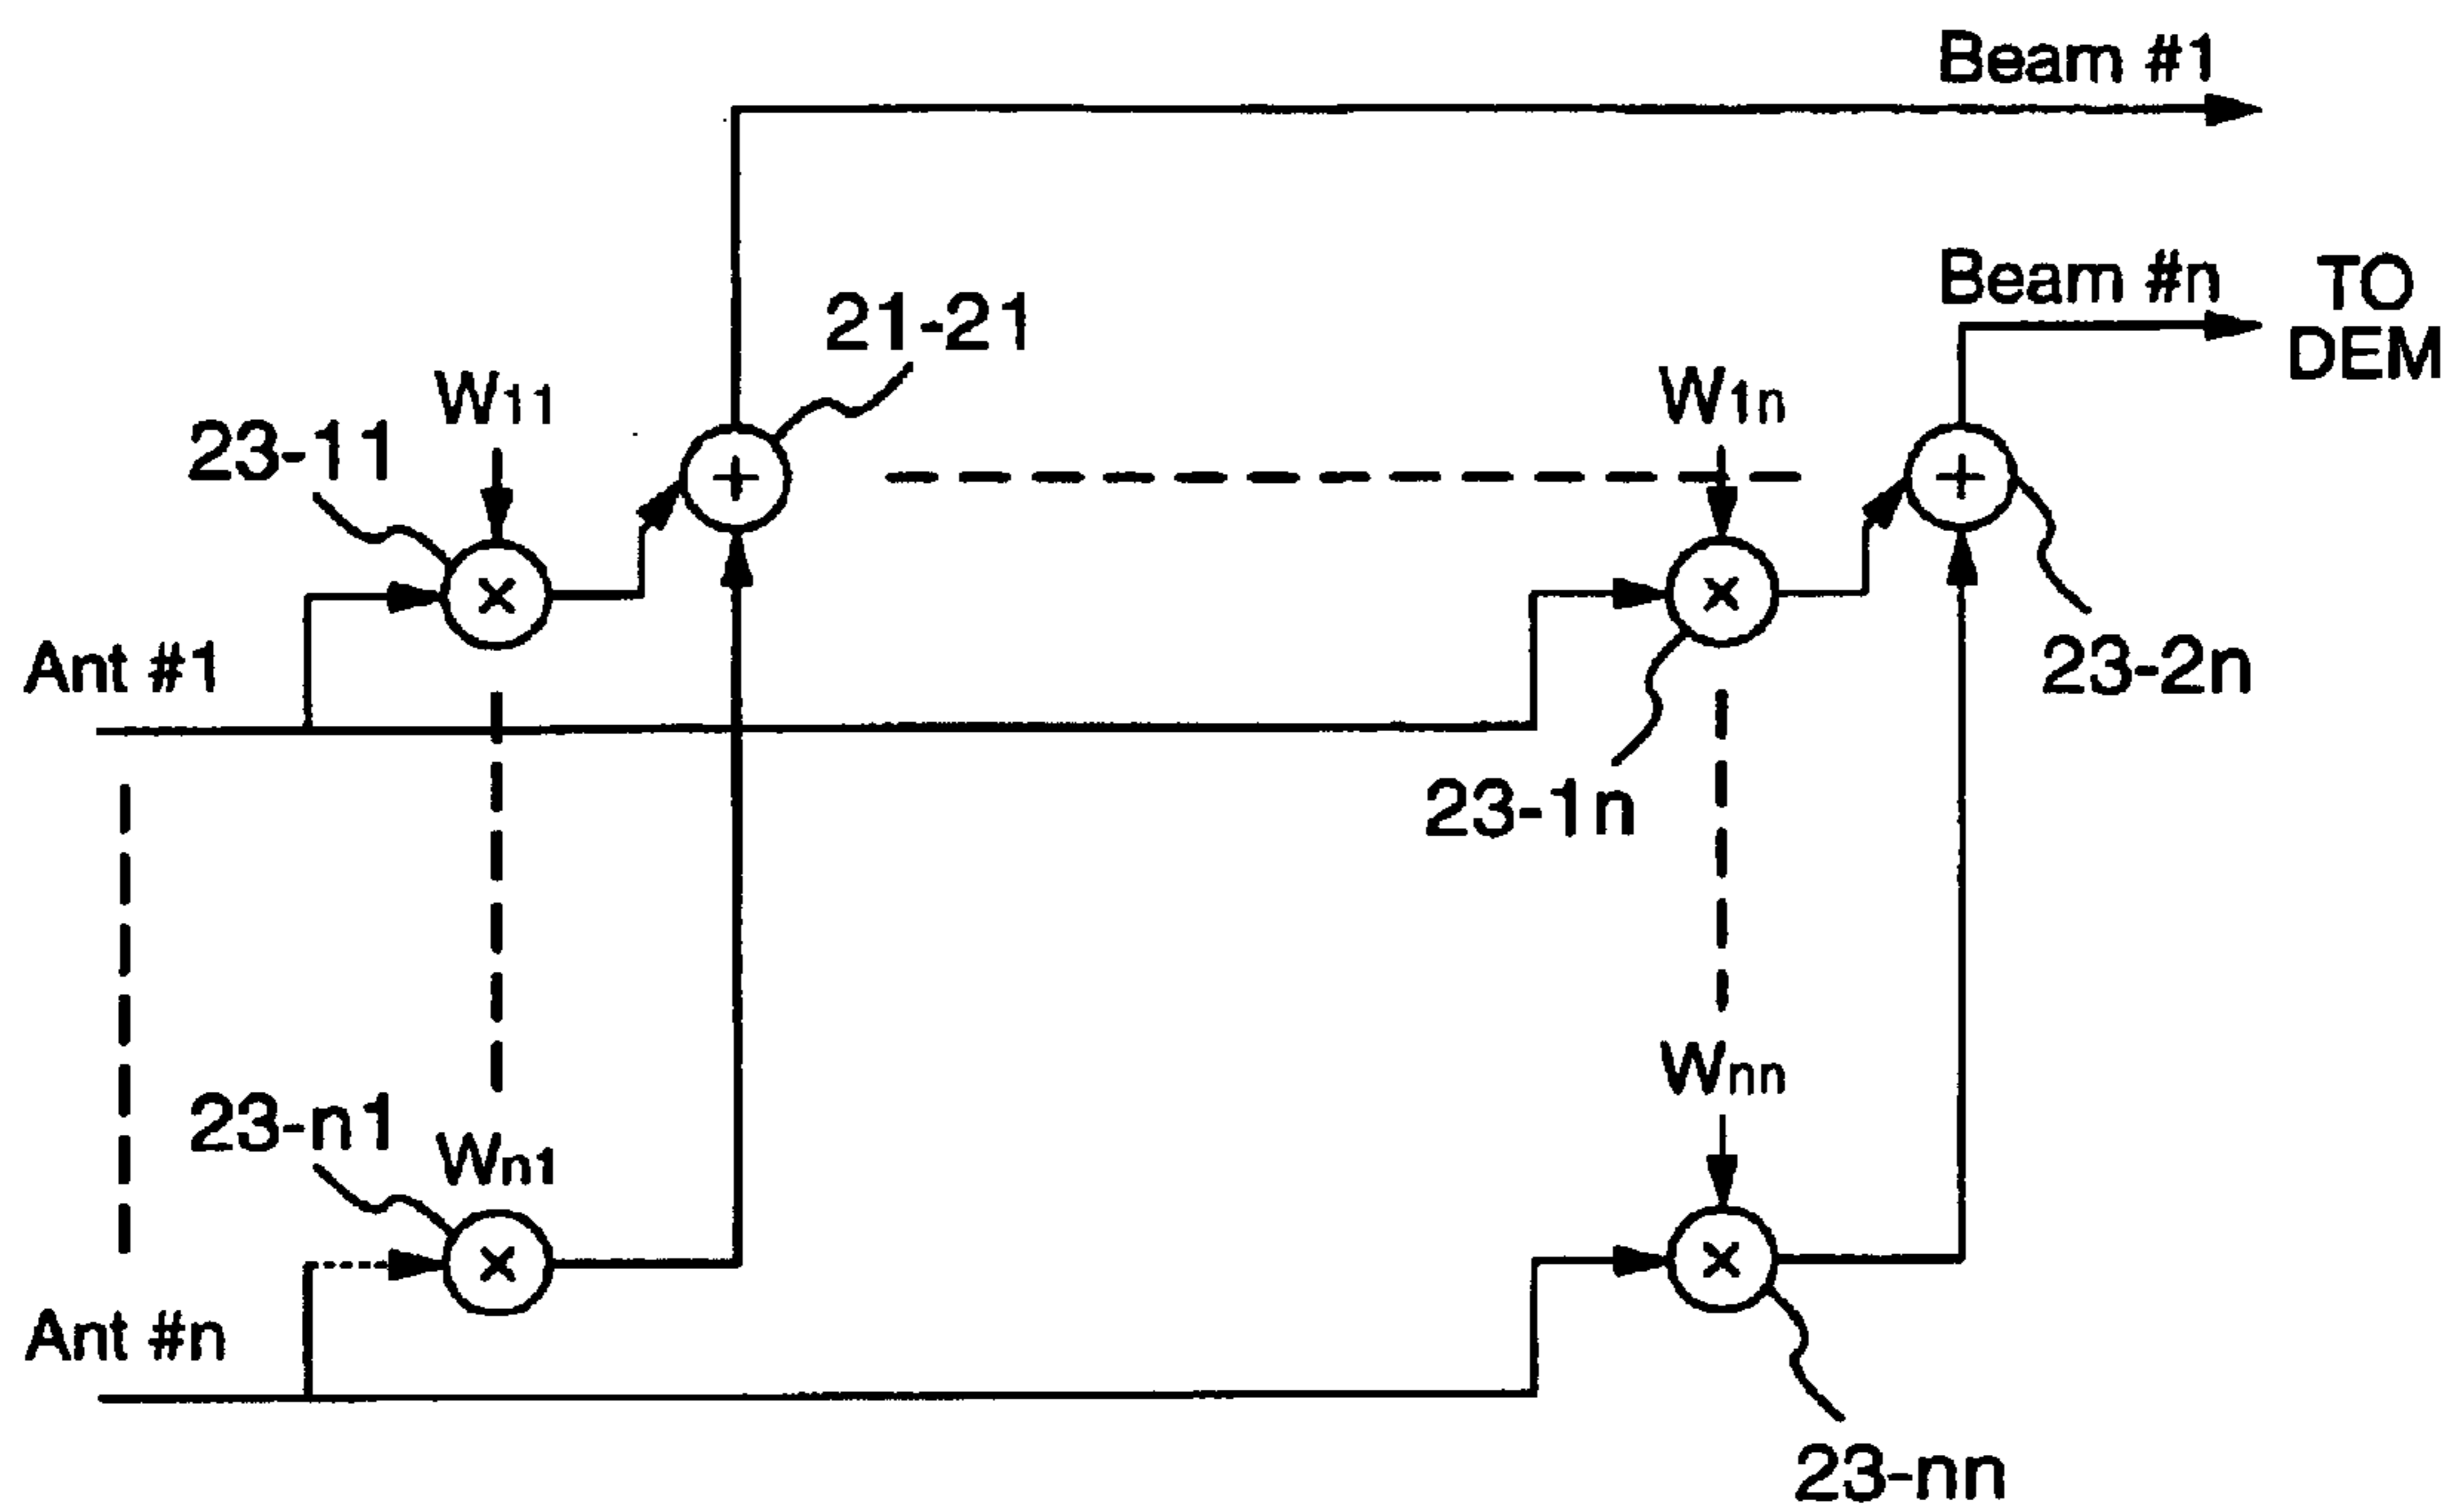 Beam #1
Beam #n
TO
DEM
21-21
W11
W1n
23-11
+
+
×
×
Ant #1
23-2n
23-1n
Wnn
23-n1
Wn1
×
×
Ant #n
23-nn